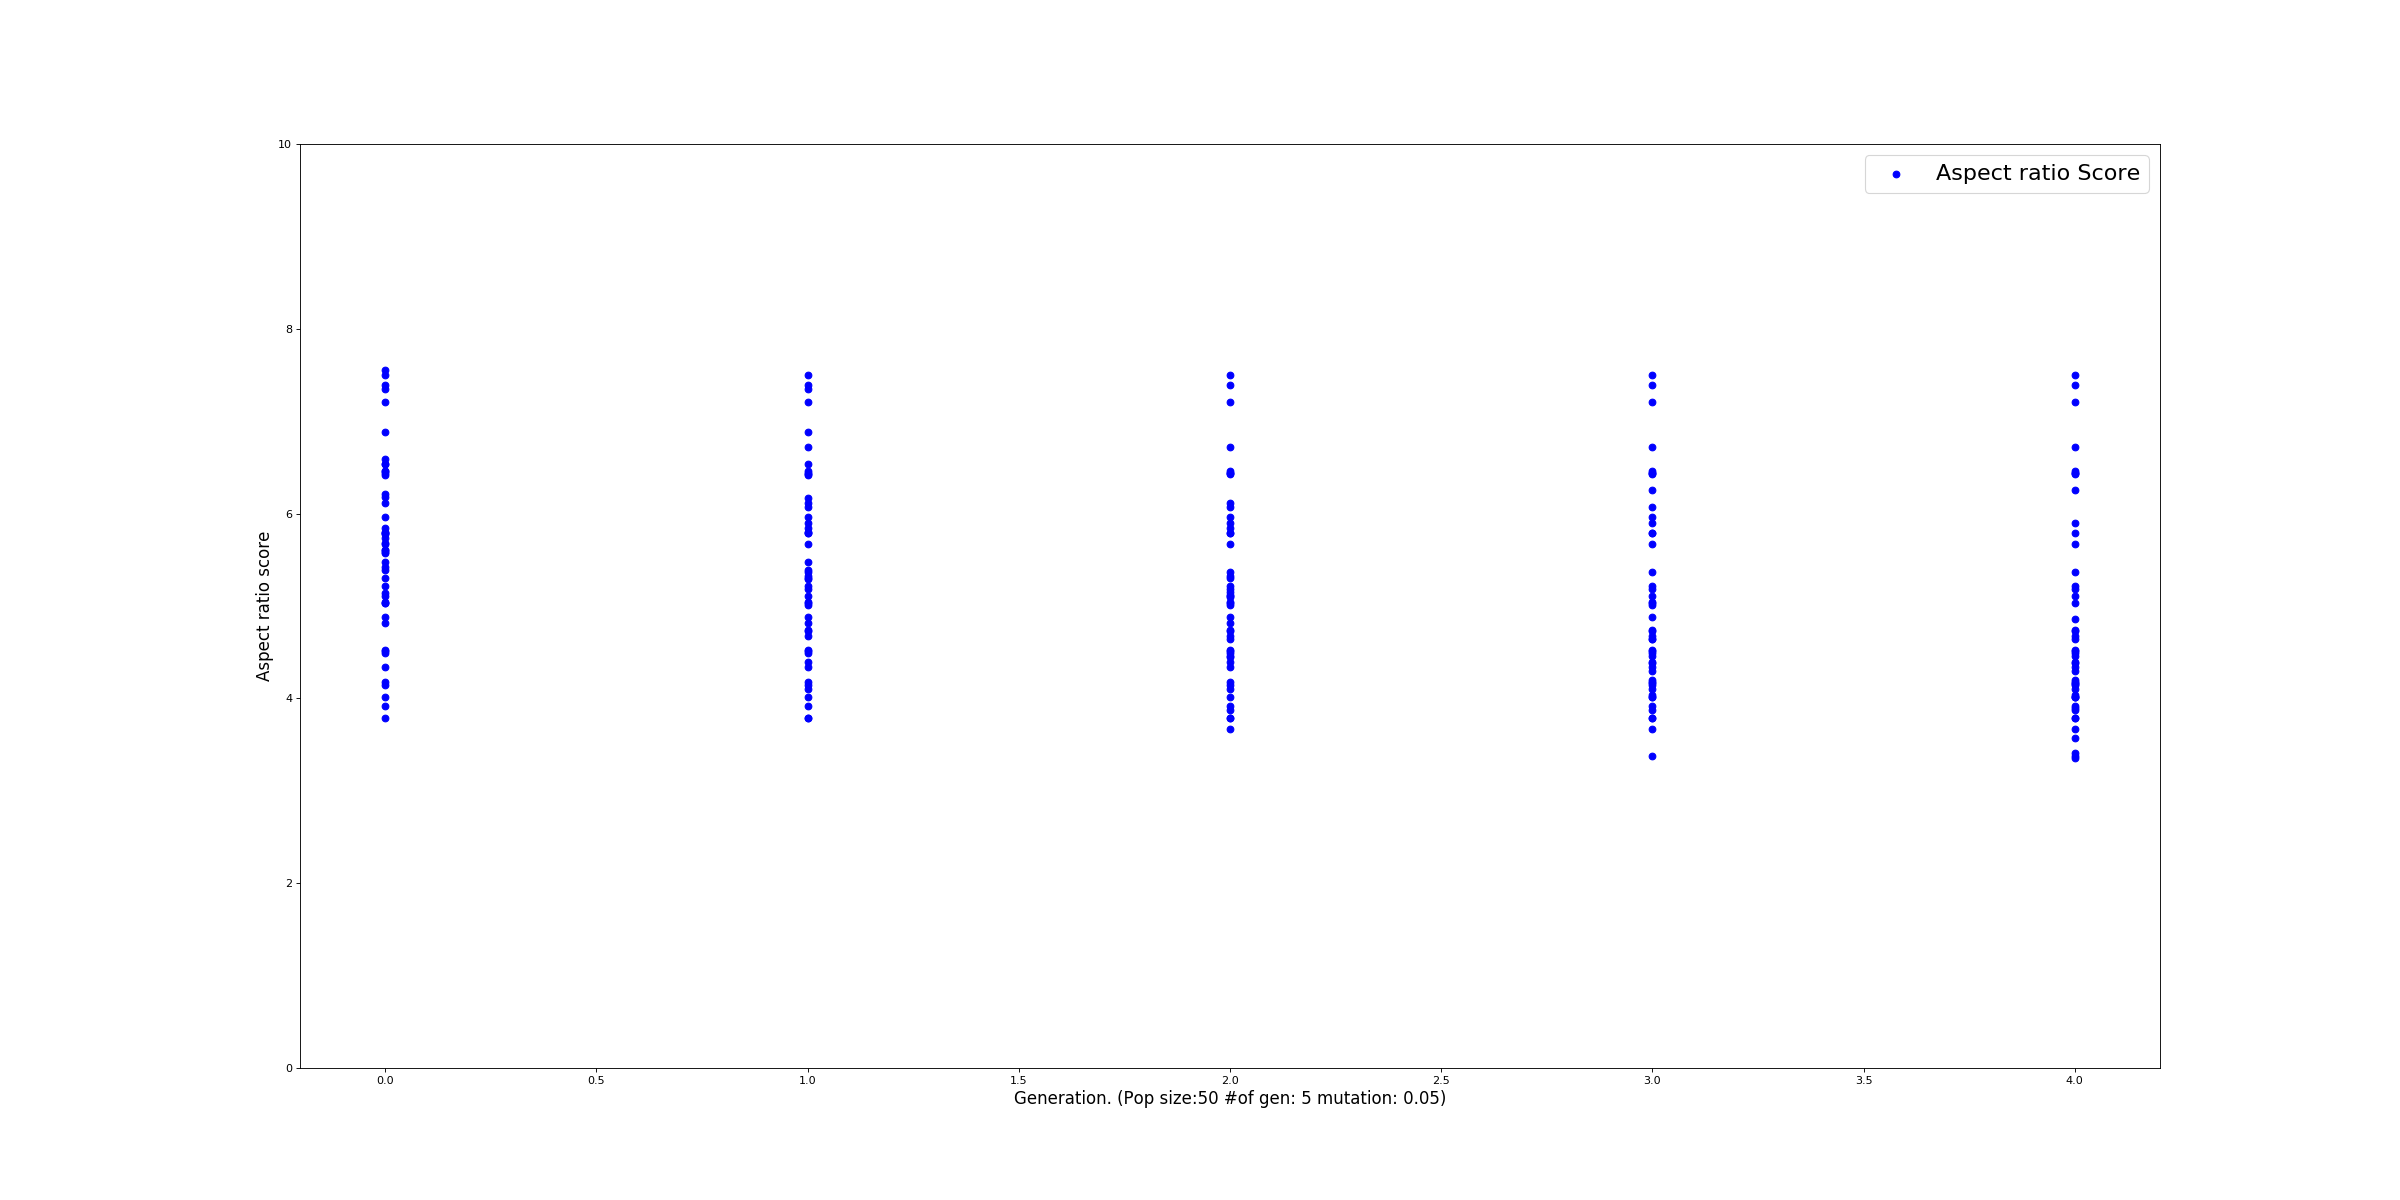 10
8
6
4
2
0
Aspect ratio score
Aspect ratio Score
0.0 0.5 1.0 1.5 2.0 2.5 3.0 3.5 4.0
Generation. (Pop size:50 #of gen: 5 mutation: 0.05)